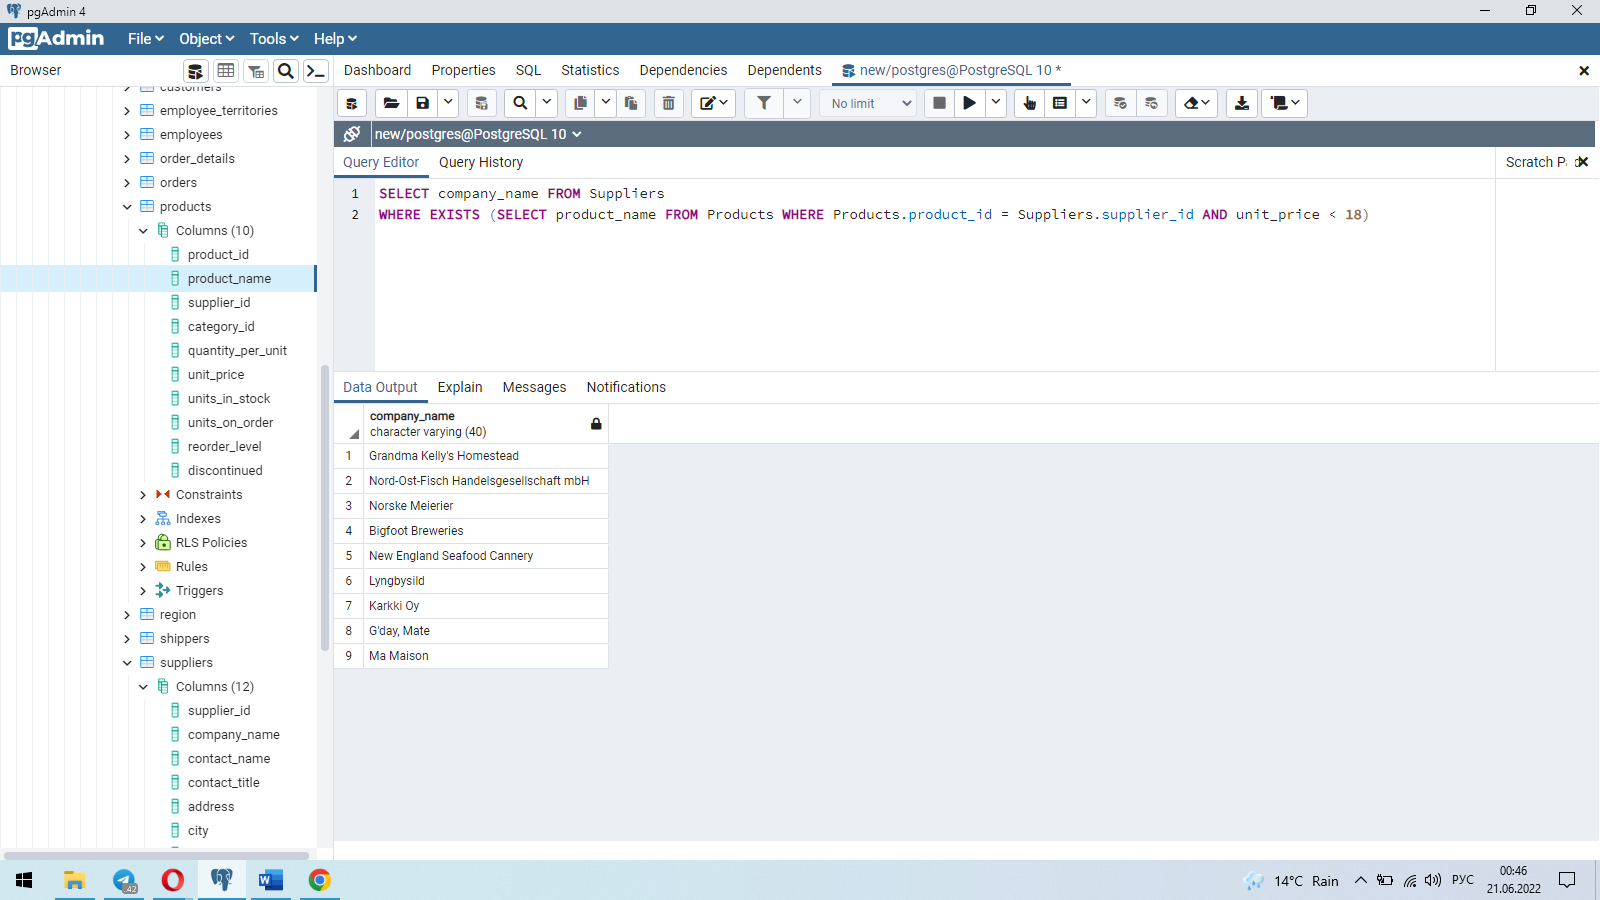 pgAdmin 4
pgAdmin File Object Tools Help
Browser
Dashboard Properties SQL Statistics Dependencies Dependents new/postgres@PostgreSQL 10 *
No limit
new/postgres@PostgreSQL 10
Query Editor Query History
Scratch P
customers
employee_territories
employees
order_details
orders
products
Columns (10)
product_id
product_name
supplier_id
category_id
quantity_per_unit
unit_price
units_in_stock
units_on_order
reorder_level
discontinued
Constraints
Indexes
RLS Policies
Rules
Triggers
region
shippers
suppliers
Columns (12)
supplier_id
company_name
contact_name
contact_title
address
city
1 SELECT company_name FROM Suppliers
2 WHERE EXISTS (SELECT product_name FROM Products WHERE Products.product_id = Suppliers.supplier_id AND unit_price < 18)
Data Output Explain Messages Notifications
company_name
character varying (40)
1 Grandma Kelly's Homestead
2 Nord-Ost-Fisch Handelsgesellschaft mbH
3 Norske Meierier
4 Bigfoot Breweries
5 New England Seafood Cannery
6 Lyngbysild
7 Karkki Oy
8 G'day, Mate
9 Ma Maison
42
14°C Rain
РУС
00:46
21.06.2022